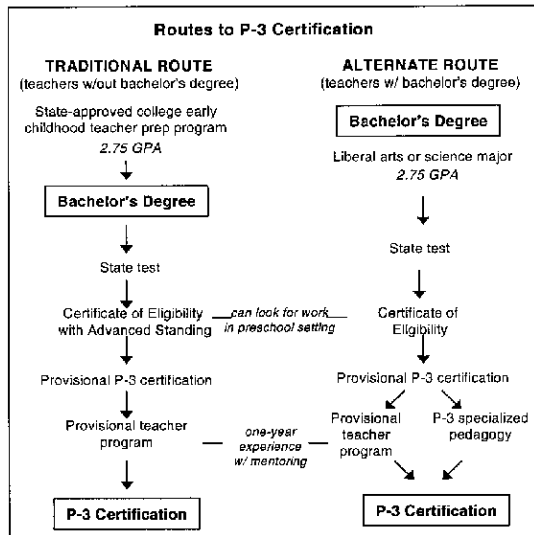 Routes to P-3 Certification
TRADITIONAL ROUTE
(teachers w/out bachelor's degree)
State-approved college early
childhood teacher prep program
2.75 GPA
Bachelor's Degree
State test
Certificate of Eligibility
with Advanced Standing
Provisional P-3 certification
Provisional teacher
program
P-3 Certification
can look for work
in preschool setting
one-year
experience
w/ mentoring
ALTERNATE ROUTE
(teachers w/ bachelor's degree)
Bachelor's Degree
Liberal arts or science major
2.75 GPA
State test
Certificate of
Eligibility
Provisional P-3 certification
Provisional
teacher
program
P-3 specialized
pedagogy
P-3 Certification